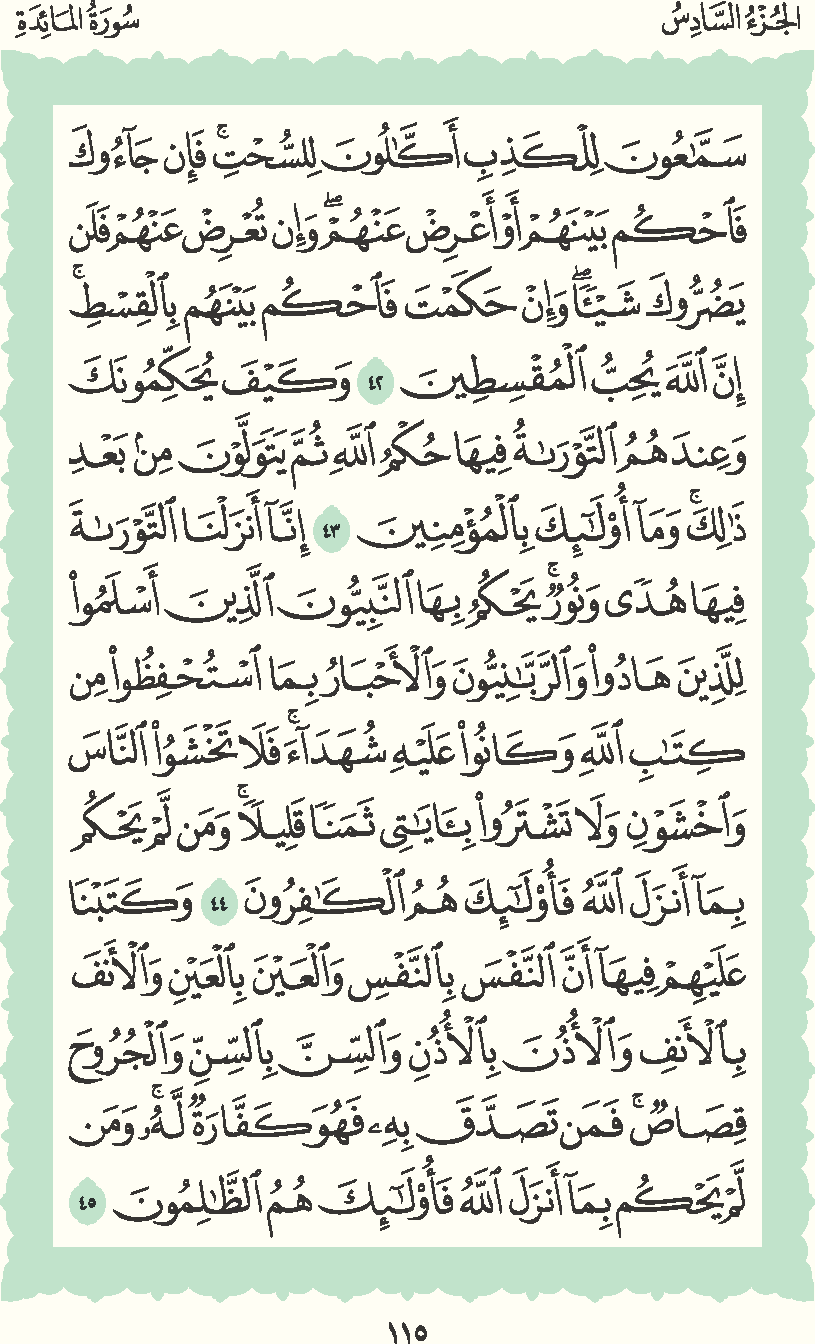 الجُزْءُ السَّادِسُ
سُورَةُ المَائِدَةِ
سَمَّٰعُونَ لِلْكَذِبِ أَكَّٰلُونَ لِلسُّحْتِۚ فَإِن جَآءُوكَ
فَٱحْكُم بَيْنَهُمْ أَوْ أَعْرِضْ عَنْهُمْۖ وَإِن تُعْرِضْ عَنْهُمْ فَلَن
يَضُرُّوكَ شَيْـًٔاۖ وَإِنْ حَكَمْتَ فَٱحْكُم بَيْنَهُم بِٱلْقِسْطِۚ
إِنَّ ٱللَّهَ يُحِبُّ ٱلْمُقْسِطِينَ ٤٢ وَكَيْفَ يُحَكِّمُونَكَ
وَعِندَهُمُ ٱلتَّوْرَىٰةُ فِيهَا حُكْمُ ٱللَّهِ ثُمَّ يَتَوَلَّوْنَ مِنۢ بَعْدِ
ذَٰلِكَۚ وَمَآ أُوْلَٰٓئِكَ بِٱلْمُؤْمِنِينَ ٤٣ إِنَّآ أَنزَلْنَا ٱلتَّوْرَىٰةَ
فِيهَا هُدًى وَنُورٌۚ يَحْكُمُ بِهَا ٱلنَّبِيُّونَ ٱلَّذِينَ أَسْلَمُواْ
لِلَّذِينَ هَادُواْ وَٱلرَّبَّٰنِيُّونَ وَٱلْأَحْبَارُ بِمَا ٱسْتُحْفِظُواْ مِن
كِتَٰبِ ٱللَّهِ وَكَانُواْ عَلَيْهِ شُهَدَآءَۚ فَلَا تَخْشَوُاْ ٱلنَّاسَ
وَٱخْشَوْنِ وَلَا تَشْتَرُواْ بِـَٔايَٰتِى ثَمَنًا قَلِيلًاۚ وَمَن لَّمْ يَحْكُم
بِمَآ أَنزَلَ ٱللَّهُ فَأُوْلَٰٓئِكَ هُمُ ٱلْكَٰفِرُونَ ٤٤ وَكَتَبْنَا
عَلَيْهِمْ فِيهَآ أَنَّ ٱلنَّفْسَ بِٱلنَّفْسِ وَٱلْعَيْنَ بِٱلْعَيْنِ وَٱلْأَنفَ
بِٱلْأَنفِ وَٱلْأُذُنَ بِٱلْأُذُنِ وَٱلسِّنَّ بِٱلسِّنِّ وَٱلْجُرُوحَ
قِصَاصٌۚ فَمَن تَصَدَّقَ بِهِۦ فَهُوَ كَفَّارَةٌ لَّهُۥۚ وَمَن
لَّمْ يَحْكُم بِمَآ أَنزَلَ ٱللَّهُ فَأُوْلَٰٓئِكَ هُمُ ٱلظَّٰلِمُونَ ٤٥
١١٥